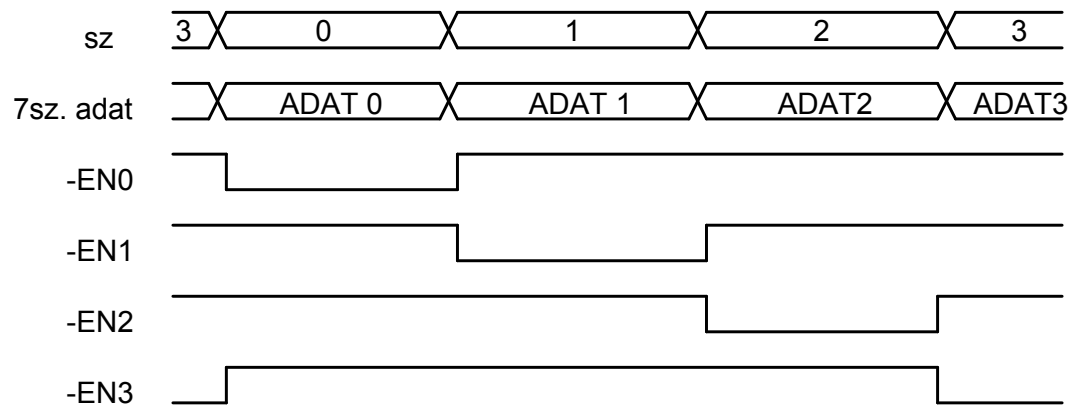 sz 3 0 1 2 3
7sz. adat ADAT 0 ADAT 1 ADAT2 ADAT3
-EN0
-EN1
-EN2
-EN3